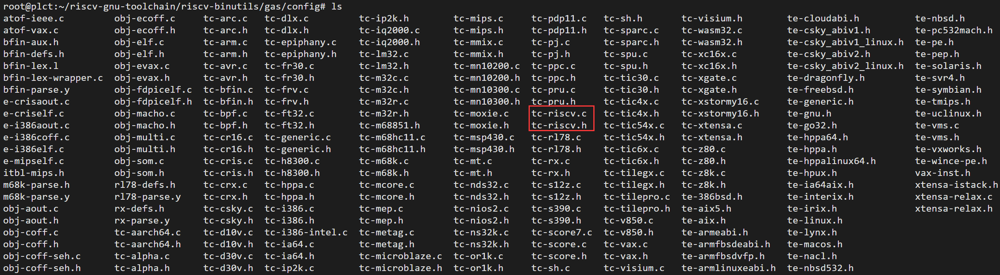 root@plct:~/riscv-gnu-toolchain/riscv-binutils/gas/config# ls
atof-ieee.c obj-ecoff.c tc-arc.c tc-dlx.c tc-ip2k.h tc-mips.c tc-pdp11.c tc-sh.h tc-visium.h te-cloudabi.h te-nbsd.h
atof-vax.c obj-ecoff.h tc-arc.h tc-dlx.h tc-iq2000.c tc-mips.h tc-pdp11.h tc-sparc.c tc-wasm32.c te-csky_abiv1.h te-pc532mach.h
bfin-aux.h obj-elf.c tc-arm.c tc-epiphany.c tc-iq2000.h tc-mmix.c tc-pj.c tc-sparc.h tc-wasm32.h te-csky_abiv1_linux.h te-pe.h
bfin-defs.h obj-elf.h tc-arm.h tc-epiphany.h tc-lm32.c tc-mmix.h tc-pj.h tc-spu.c tc-xc16x.c te-csky_abiv2.h te-pep.h
bfin-lex.l obj-evax.c tc-avr.c tc-fr30.c tc-lm32.h tc-mn10200.c tc-ppc.c tc-spu.h tc-xc16x.h te-csky_abiv2_linux.h te-solaris.h
bfin-lex-wrapper.c obj-evax.h tc-avr.h tc-fr30.h tc-m32c.c tc-mn10200.h tc-ppc.h tc-tic30.c tc-xgate.c te-dragonfly.h te-svr4.h
bfin-parse.y obj-fdpicelf.c tc-bfin.c tc-frv.c tc-m32c.h tc-mn10300.c tc-pru.c tc-tic30.h tc-xgate.h te-freebsd.h te-symbian.h
e-crisaout.c obj-fdpicelf.h tc-bfin.h tc-frv.h tc-m32r.c tc-mn10300.h tc-pru.h tc-tic4x.c tc-xstormy16.c te-generic.h te-tmips.h
e-criself.c obj-macho.c tc-bpf.c tc-ft32.c tc-m32r.h tc-moxie.c tc-riscv.c tc-tic4x.h tc-xstormy16.h te-gnu.h te-uclinux.h
e-i386aout.c obj-macho.h tc-bpf.h tc-ft32.h tc-m68851.h tc-moxie.h tc-riscv.h tc-tic54x.c tc-xtensa.c te-go32.h te-vms.c
e-i386coff.c obj-multi.c tc-cr16.c tc-generic.c tc-m68hc11.c tc-msp430.c tc-rl78.c tc-tic54x.h tc-xtensa.h te-hppa64.h te-vms.h
e-i386elf.c obj-multi.h tc-cr16.h tc-generic.h tc-m68hc11.h tc-msp430.h tc-rl78.h tc-tic6x.c tc-z80.c te-hppa.h te-vxworks.h
e-mipself.c obj-som.c tc-cris.c tc-h8300.c tc-m68k.c tc-mt.c tc-rx.c tc-tic6x.h tc-z80.h te-hppalinux64.h te-wince-pe.h
itbl-mips.h obj-som.h tc-cris.h tc-h8300.h tc-m68k.h tc-mt.h tc-rx.h tc-tilegx.c tc-z8k.c te-hpux.h vax-inst.h
m68k-parse.h rl78-defs.h tc-crx.c tc-hppa.c tc-mcore.c tc-nds32.c tc-s12z.c tc-tilegx.h tc-z8k.h te-ia64aix.h xtensa-istack.h
m68k-parse.y rl78-parse.y tc-crx.h tc-hppa.h tc-mcore.h tc-nds32.h tc-s12z.h tc-tilepro.c te-386bsd.h te-interix.h xtensa-relax.c
obj-aout.c rx-defs.h tc-csky.c tc-i386.c tc-mep.c tc-nios2.c tc-s390.c tc-tilepro.h te-aix5.h te-irix.h xtensa-relax.h
obj-aout.h rx-parse.y tc-csky.h tc-i386.h tc-mep.h tc-nios2.h tc-s390.h tc-v850.c te-aix.h te-linux.h
obj-coff.c tc-aarch64.c tc-d10v.c tc-i386-intel.c tc-metag.c tc-ns32k.c tc-score7.c tc-v850.h te-armeabi.h te-lynx.h
obj-coff.h tc-aarch64.h tc-d10v.h tc-ia64.c tc-metag.h tc-ns32k.h tc-score.c tc-vax.c te-armfbsdeabi.h te-macos.h
obj-coff-seh.c tc-alpha.c tc-d30v.c tc-ia64.h tc-microblaze.c tc-or1k.c tc-score.h tc-vax.h te-armfbsdvfp.h te-nacl.h
obj-coff-seh.h tc-alpha.h tc-d30v.h tc-ip2k.c tc-microblaze.h tc-or1k.h tc-sh.c tc-visium.c te-armlinuxeabi.h te-nbsd532.h